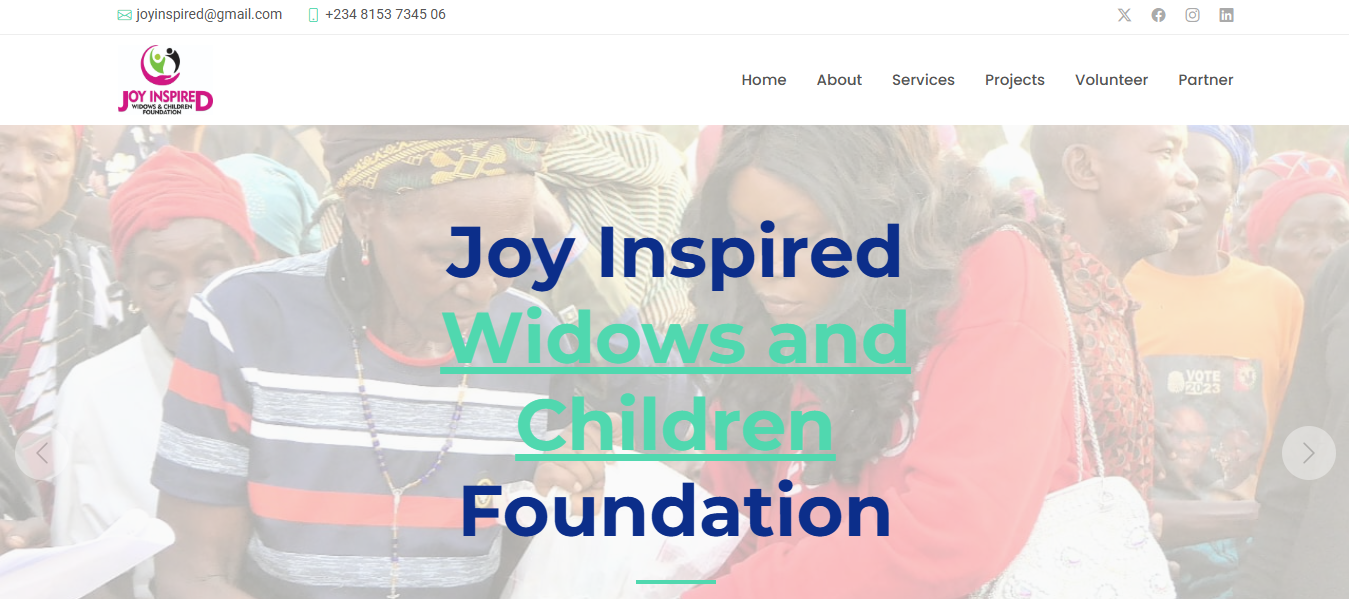 joyinspired@gmail.com +234 8153 7345 06
JOY INSPIRED
WIDOWS & CHILDREN
FOUNDATION
Home About Services Projects Volunteer Partner
Joy Inspired
Widows and
Children
Foundation
VOTE
2023